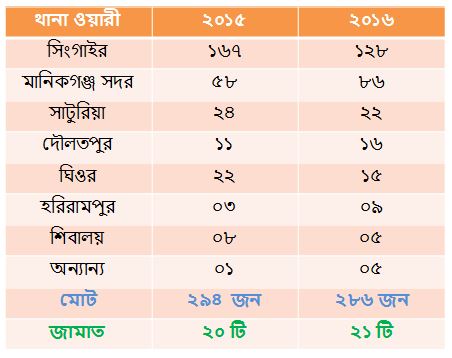 থানা ওয়ারী ২০১৫ ২০১৬
সিংগাইর ১৬৭ ১২৮
মানিকগঞ্জ সদর ৫৮ ৮৬
সাটুরিয়া ২৪ ২২
দৌলতপুর ১১ ১৬
ঘিওর ২২ ১৫
হরিরামপুর ০৩ ০৯
শিবালয় ০৮ ০৫
অন্যান্য ০১ ০৫
মোট ২৯৪ জন ২৮৬ জন
জামাত ২০ টি ২১ টি